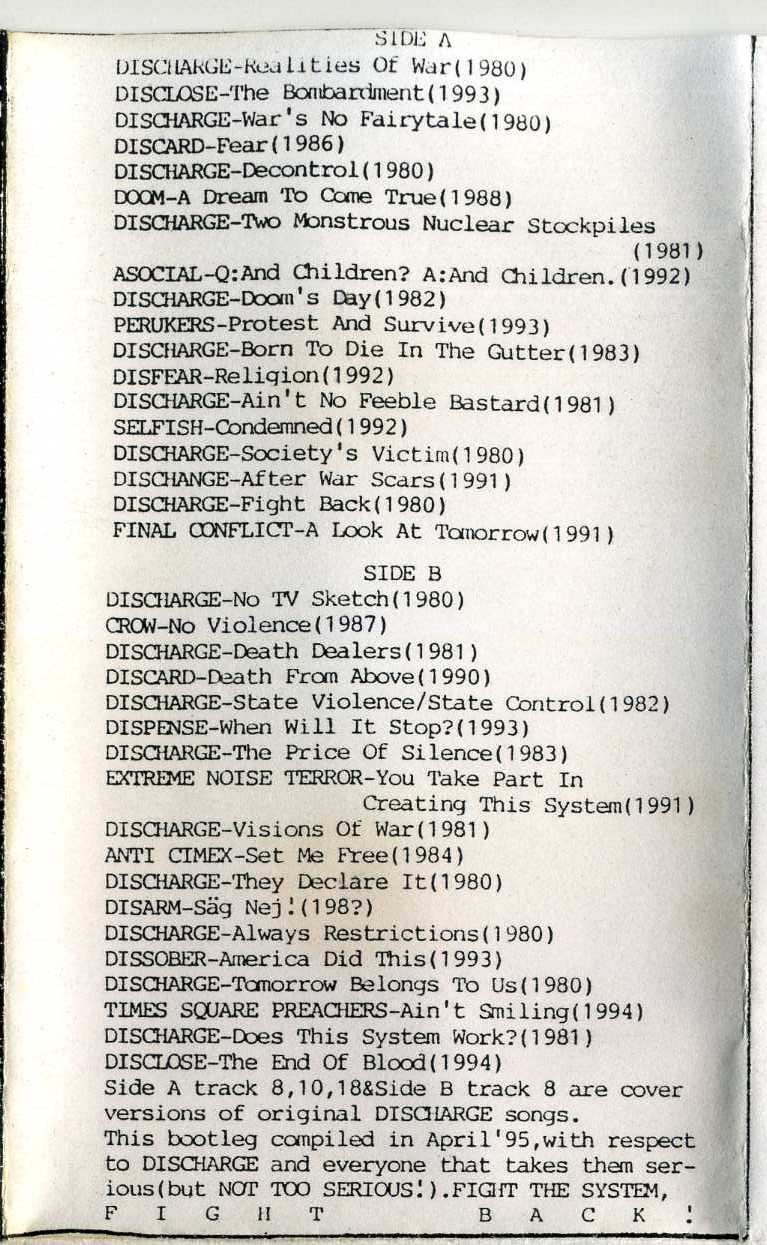 SIDE A
DISCHARGE-Realities Of War(1980)
DISCLOSE-The Bombardment(1993)
DISCHARGE-War's No Fairytale(1980)
DISCARD-Fear(1986)
DISCHARGE-Decontrol(1980)
DOOM-A Dream To Come True(1988)
DISCHARGE-Two Monstrous Nuclear Stockpiles
(1981)
ASOCIAL-Q:And Children? A:And Children.(1992)
DISCHARGE-Doom's Day(1982)
PERUKERS-Protest And Survive(1993)
DISCHARGE-Born To Die In The Gutter(1983)
DISFEAR-Religion(1992)
DISCHARGE-Ain't No Feeble Bastard(1981)
SELFISH-Condemned(1992)
DISCHARGE-Society's Victim(1980)
DISCHANGE-After War Scars(1991)
DISCHARGE-Fight Back(1980)
FINAL CONFLICT-A Look At Tomorrow(1991)
SIDE B
DISCHARGE-No TV Sketch(1980)
CROW-No Violence(1987)
DISCHARGE-Death Dealers(1981)
DISCARD-Death From Above(1990)
DISCHARGE-State Violence/State Control(1982)
DISPENSE-When Will It Stop?(1993)
DISCHARGE-The Price Of Silence(1983)
EXTREME NOISE TERROR-You Take Part In
Creating This System(1991)
DISCHARGE-Visions Of War(1981)
ANTI CIMEX-Set Me Free(1984)
DISCHARGE-They Declare It(1980)
DISARM-Säg Nej!(198?)
DISCHARGE-Always Restrictions(1980)
DISSOBER-America Did This(1993)
DISCHARGE-Tomorrow Belongs To Us(1980)
TIMES SQUARE PREACHERS-Ain't Smiling(1994)
DISCHARGE-Does This System Work?(1981)
DISCLOSE-The End Of Blood(1994)
Side A track 8,10,18&Side B track 8 are cover
versions of original DISCHARGE songs.
This bootleg compiled in April'95,with respect
to DISCHARGE and everyone that takes them ser-
ious(but NOT TOO SERIOUS!).FIGHT THE SYSTEM,
F I G H T B A C K !